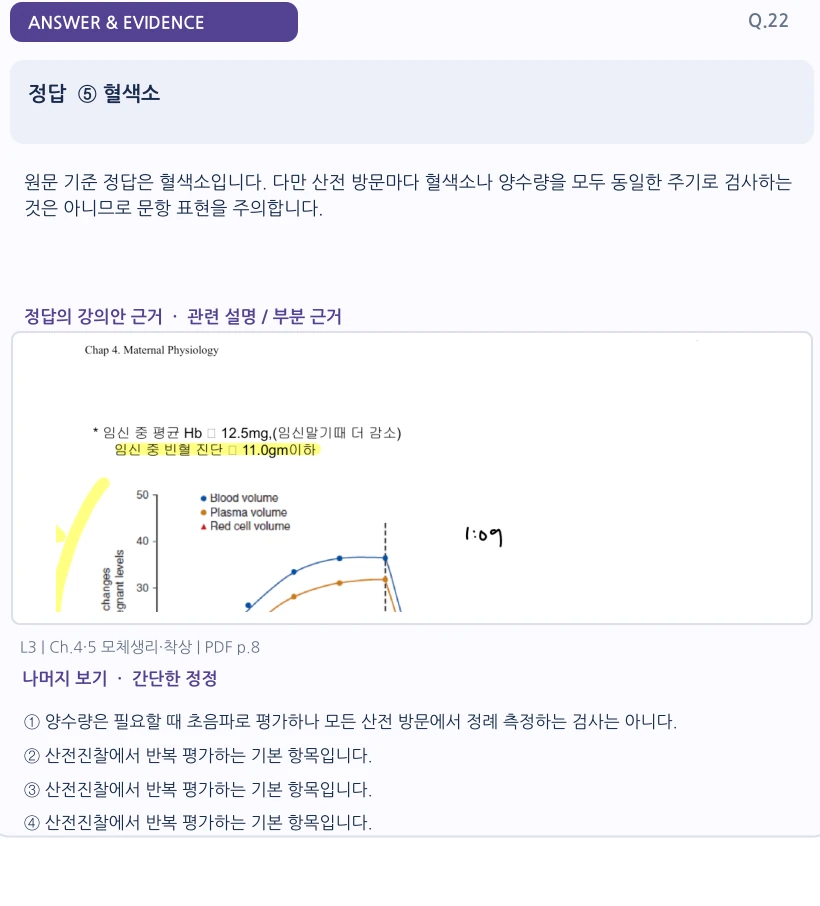 ANSWER & EVIDENCE
Q.22
정답 ⑤ 혈색소
원문 기준 정답은 혈색소입니다. 다만 산전 방문마다 혈색소나 양수량을 모두 동일한 주기로 검사하는
것은 아니므로 문항 표현을 주의합니다.
정답의 강의안 근거 · 관련 설명 / 부분 근거
Chap 4. Maternal Physiology
* 임신 중 평균 Hb □ 12.5mg,(임신말기때 더 감소)
임신 중 빈혈 진단 □ 11.0gm이하
50
40
30
Blood volume
Plasma volume
Red cell volume
changes
gnant levels
1:09
L3 | Ch.4·5 모체생리·착상 | PDF p.8
나머지 보기 · 간단한 정정
① 양수량은 필요할 때 초음파로 평가하나 모든 산전 방문에서 정례 측정하는 검사는 아니다.
② 산전진찰에서 반복 평가하는 기본 항목입니다.
③ 산전진찰에서 반복 평가하는 기본 항목입니다.
④ 산전진찰에서 반복 평가하는 기본 항목입니다.